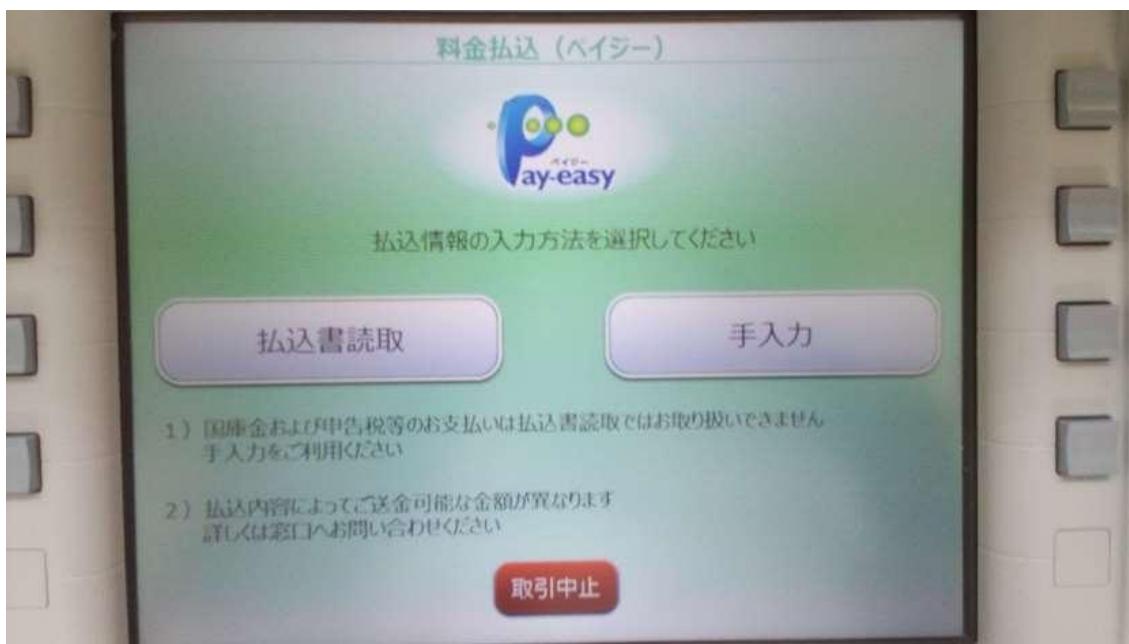 料金払込（ペイジー）
ペイジー
Pay-easy
払込情報の入力方法を選択してください
払込書読取
手入力
1）国庫金および申告税等のお支払いは払込書読取ではお取り扱いできません
手入力をご利用ください
2）払込内容によってご送金可能な金額が異なります
詳しくは窓口へお問い合わせください
取引中止